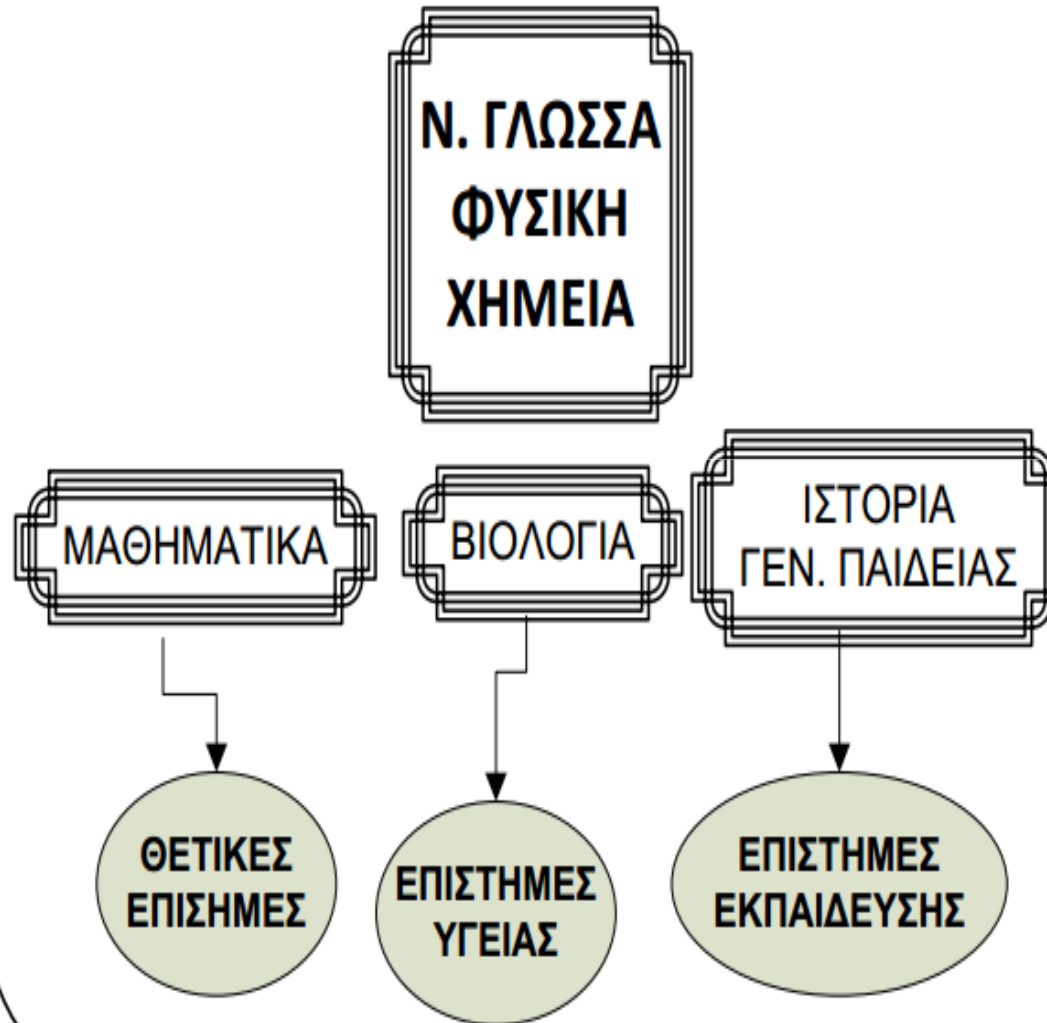 Ν. ΓΛΩΣΣΑ
ΦΥΣΙΚΗ
ΧΗΜΕΙΑ
ΜΑΘΗΜΑΤΙΚΑ
ΒΙΟΛΟΓΙΑ
ΙΣΤΟΡΙΑ
ΓΕΝ. ΠΑΙΔΕΙΑΣ
ΘΕΤΙΚΕΣ
ΕΠΙΣΗΜΕΣ
ΕΠΙΣΤΗΜΕΣ
ΥΓΕΙΑΣ
ΕΠΙΣΤΗΜΕΣ
ΕΚΠΑΙΔΕΥΣΗΣ